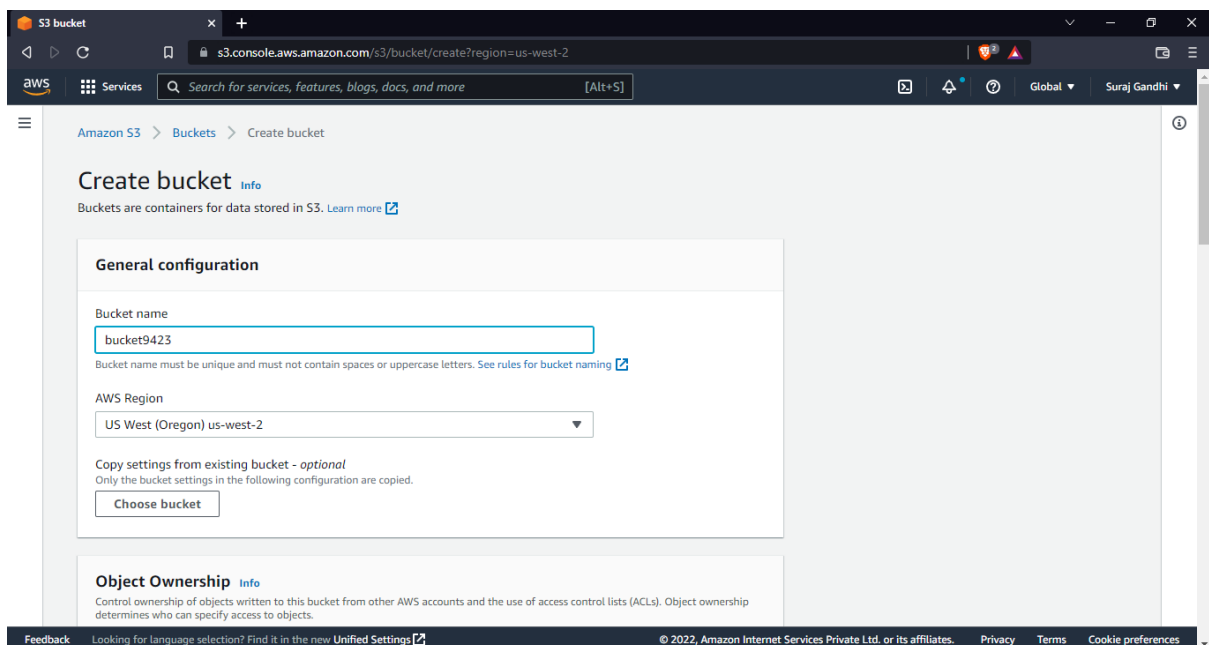 S3 bucket
s3.console.aws.amazon.com/s3/bucket/create?region=us-west-2
2
aws Services Search for services, features, blogs, docs, and more [Alt+S] Global Suraj Gandhi
Amazon S3 > Buckets > Create bucket
Create bucket Info
Buckets are containers for data stored in S3. Learn more
General configuration
Bucket name
bucket9423
Bucket name must be unique and must not contain spaces or uppercase letters. See rules for bucket naming
AWS Region
US West (Oregon) us-west-2
Copy settings from existing bucket - optional
Only the bucket settings in the following configuration are copied.
Choose bucket
Object Ownership Info
Control ownership of objects written to this bucket from other AWS accounts and the use of access control lists (ACLs). Object ownership
determines who can specify access to objects.
Feedback Looking for language selection? Find it in the new Unified Settings © 2022, Amazon Internet Services Private Ltd. or its affiliates. Privacy Terms Cookie preferences